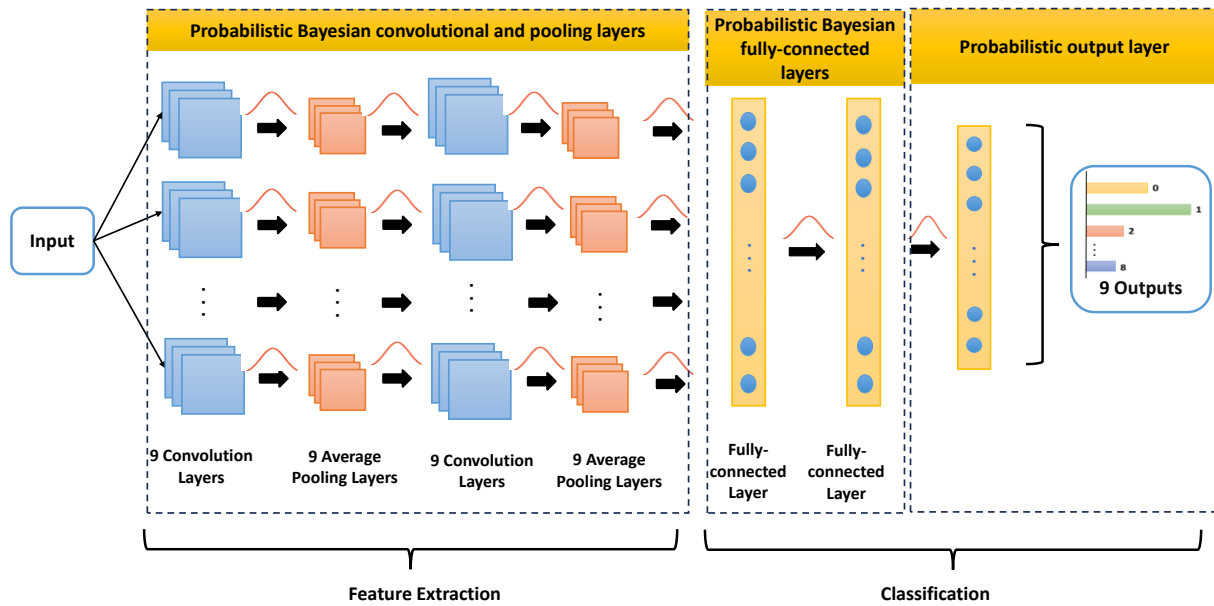 Probabilistic Bayesian convolutional and pooling layers
Probabilistic Bayesian
fully-connected
layers
Probabilistic output layer
Input
0
1
2
8
9 Outputs
9 Convolution
Layers
9 Average
Pooling Layers
9 Convolution
Layers
9 Average
Pooling Layers
Fully-
connected
Layer
Fully-
connected
Layer
Feature Extraction
Classification